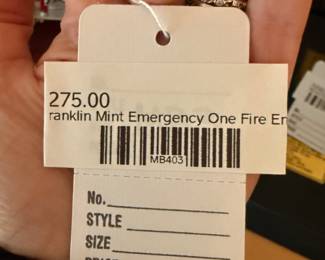 275.00
ranklin Mint Emergency One Fire En
MB403
No.
STYLE
SIZE